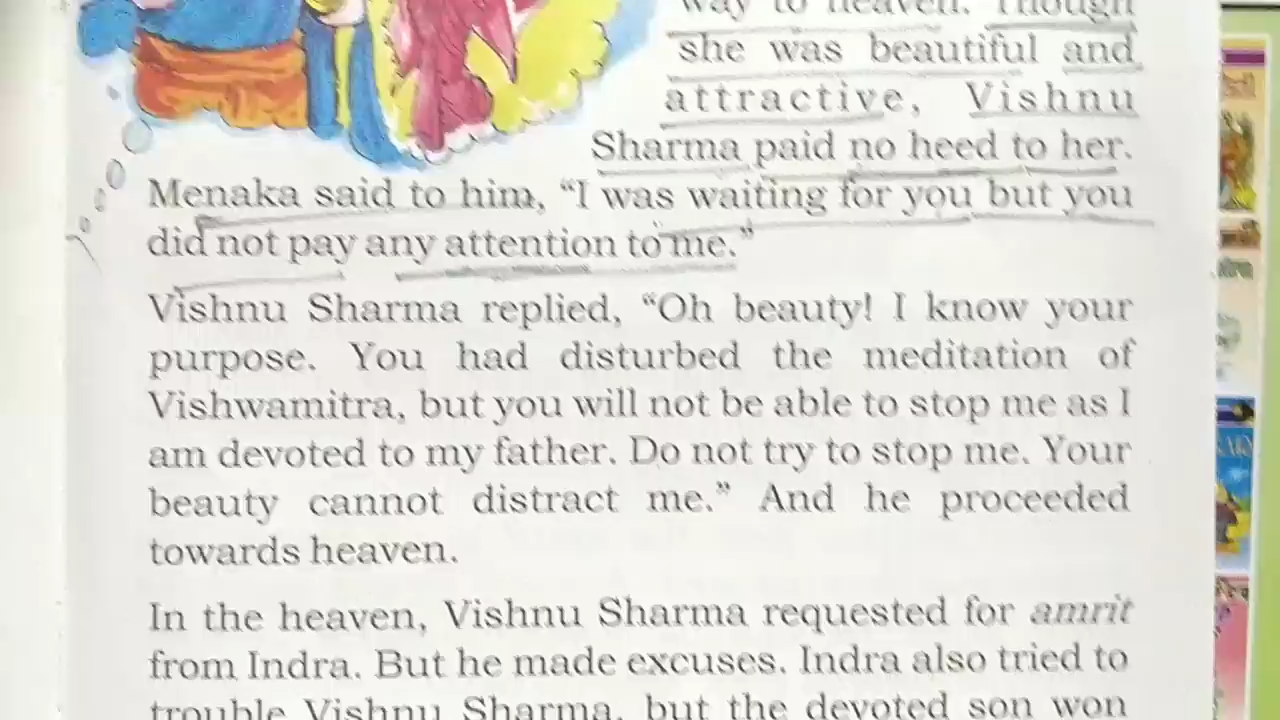 way to heaven. Though
she was beautiful and
attractive, Vishnu
Sharma paid no heed to her.
Menaka said to him, “I was waiting for you but you
did not pay any attention to me.”
Vishnu Sharma replied, “Oh beauty! I know your
purpose. You had disturbed the meditation of
Vishwamitra, but you will not be able to stop me as I
am devoted to my father. Do not try to stop me. Your
beauty cannot distract me.” And he proceeded
towards heaven.
In the heaven, Vishnu Sharma requested for amrit
from Indra. But he made excuses. Indra also tried to
trouble Vishnu Sharma, but the devoted son won